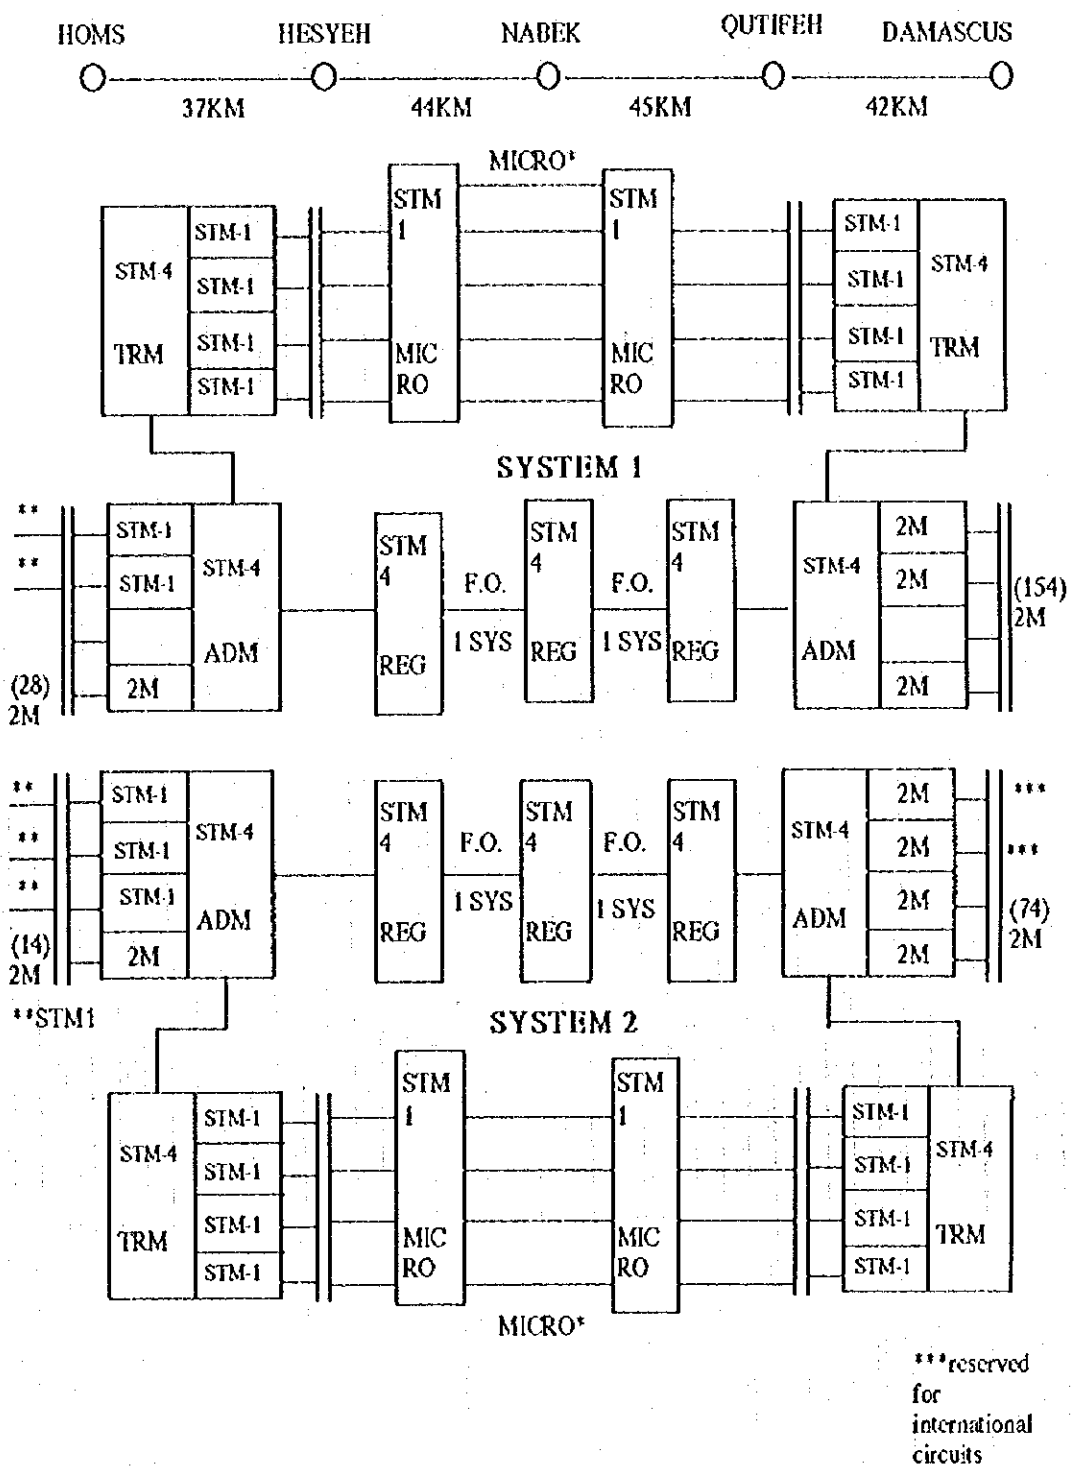 HOMS HESYEH NABEK QUTIFEH DAMASCUS
37KM 44KM 45KM 42KM
MICRO*
STM-4
TRM
STM-1
STM-1
STM-1
STM-1
STM
1
MIC
RO
STM
1
MIC
RO
STM-1
STM-1
STM-1
STM-1
STM-4
TRM
SYSTEM 1
**
**
(28)
2M
STM-1
STM-1
2M
STM-4
ADM
STM
4
REG
F.O.
1 SYS
STM
4
REG
F.O.
1 SYS
STM
4
REG
STM-4
ADM
2M
2M
2M
(154)
2M
**
**
**
(14)
2M
**STM1
STM-1
STM-1
STM-1
2M
STM-4
ADM
STM
4
REG
F.O.
1 SYS
STM
4
REG
F.O.
1 SYS
STM
4
REG
STM-4
ADM
2M
2M
2M
2M
***
***
(74)
2M
SYSTEM 2
STM-4
TRM
STM-1
STM-1
STM-1
STM-1
STM
1
MIC
RO
STM
1
MIC
RO
STM-1
STM-1
STM-1
STM-1
STM-4
TRM
MICRO*
***reserved
for
international
circuits